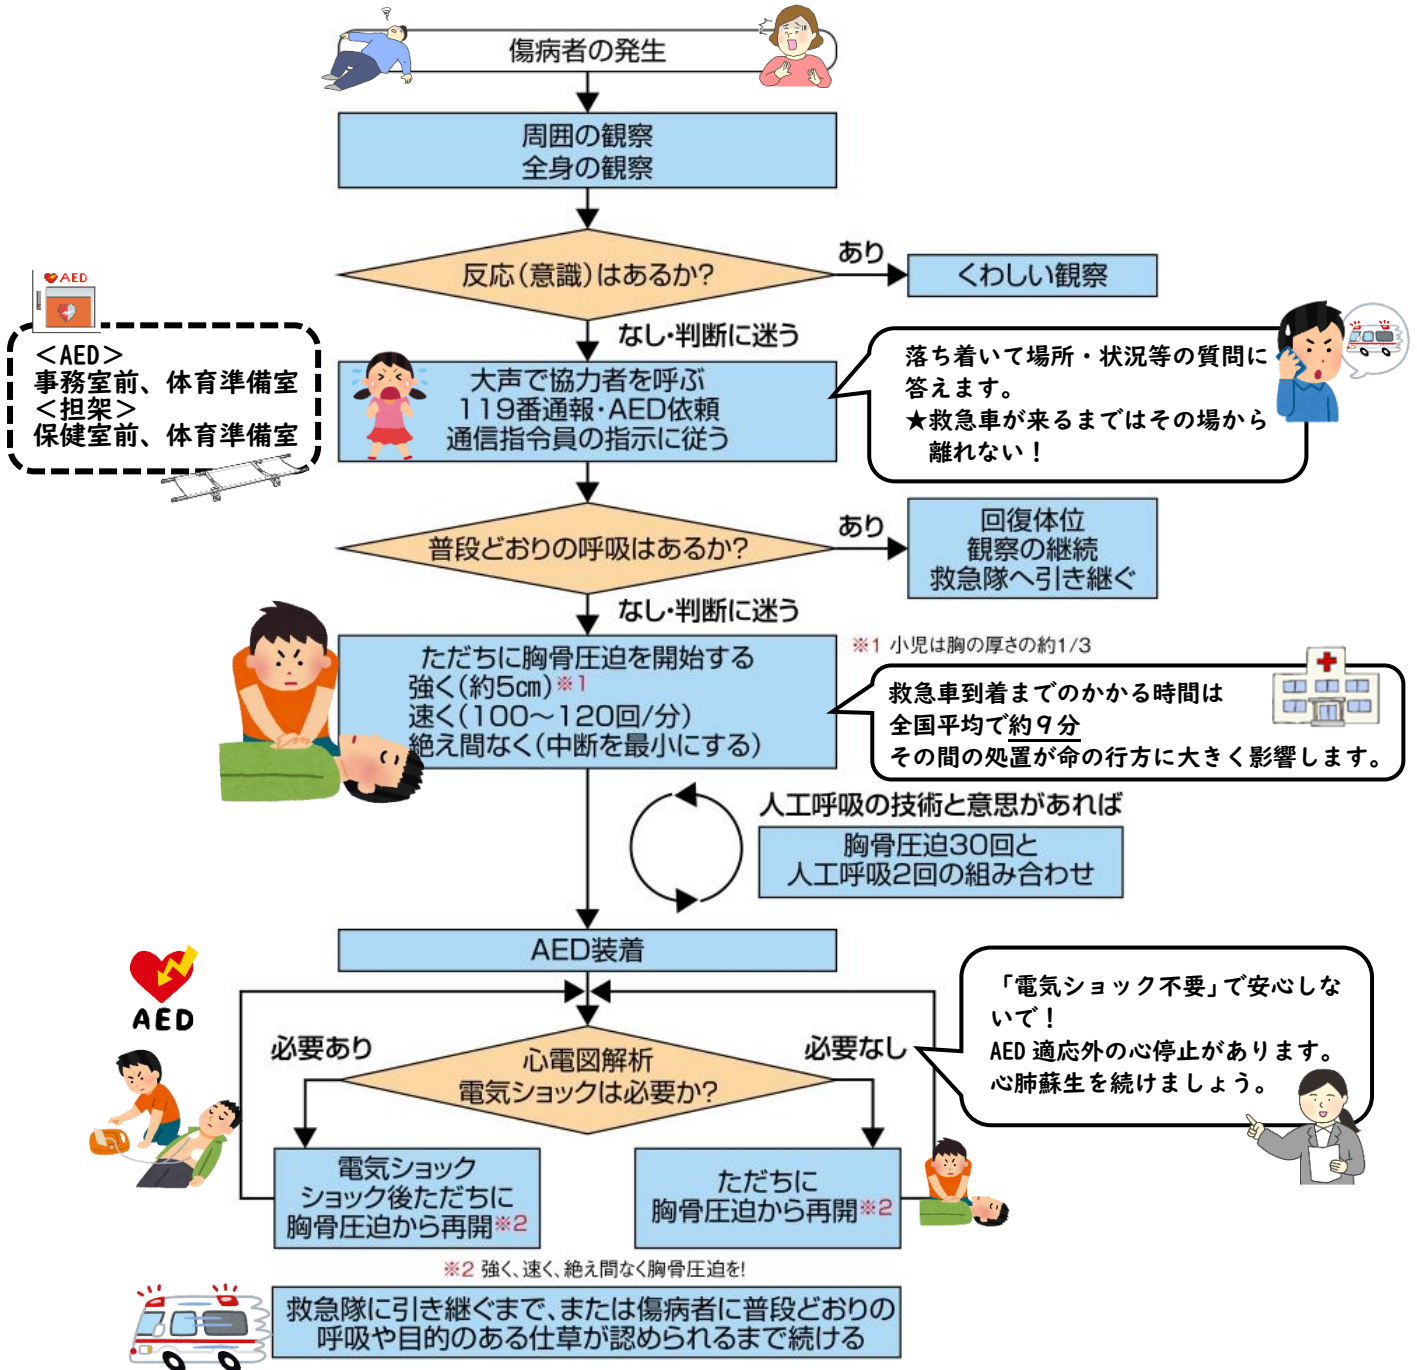 傷病者の発生
周囲の観察
全身の観察
反応(意識)はあるか?
あり
くわしい観察
AED
<AED>
事務室前、体育準備室
<担架>
保健室前、体育準備室
なし・判断に迷う
大声で協力者を呼ぶ
119番通報・AED依頼
通信指令員の指示に従う
落ち着いて場所・状況等の質問に
答えます。
★救急車が来るまではその場から
離れない!
普段どおりの呼吸はあるか?
あり
回復体位
観察の継続
救急隊へ引き継ぐ
なし・判断に迷う
ただちに胸骨圧迫を開始する
強く(約5㎝)※1
速く(100〜120回/分)
絶え間なく(中断を最小にする)
※1 小児は胸の厚さの約1/3
救急車到着までのかかる時間は
全国平均で約9分
その間の処置が命の行方に大きく影響します。
人工呼吸の技術と意思があれば
胸骨圧迫30回と
人工呼吸2回の組み合わせ
AED装着
AED
必要あり
心電図解析
電気ショックは必要か?
必要なし
「電気ショック不要」で安心しな
いで!
AED 適応外の心停止があります。
心肺蘇生を続けましょう。
電気ショック
ショック後ただちに
胸骨圧迫から再開※2
ただちに
胸骨圧迫から再開※2
※2 強く、速く、絶え間なく胸骨圧迫を!
救急隊に引き継ぐまで、または傷病者に普段どおりの
呼吸や目的のある仕草が認められるまで続ける